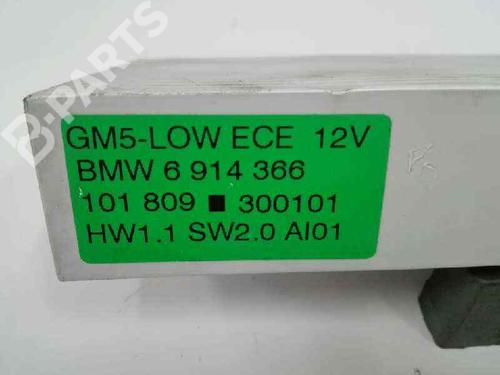 B-PARTS
GM5-LOW ECE 12V
BMW 6 914 366
101 809 ■ 300101
HW1.1 SW2.0 AI01